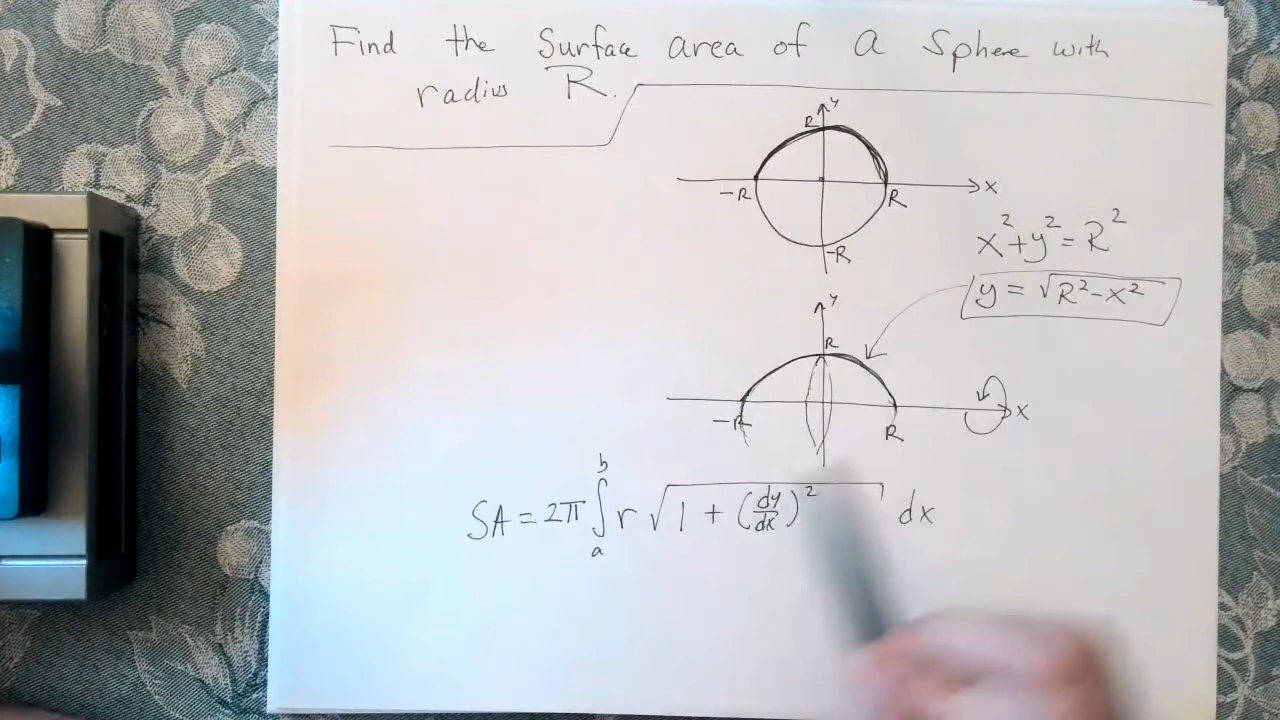 Find the Surface area of a Sphere with
radius R.
y
R
-R
R
x
-R
x²+y²=R²
y = √R²-x²
y
R
-R
R
x
SA = 2π ∫ₐᵇ r √1 + (dy/dx)² dx